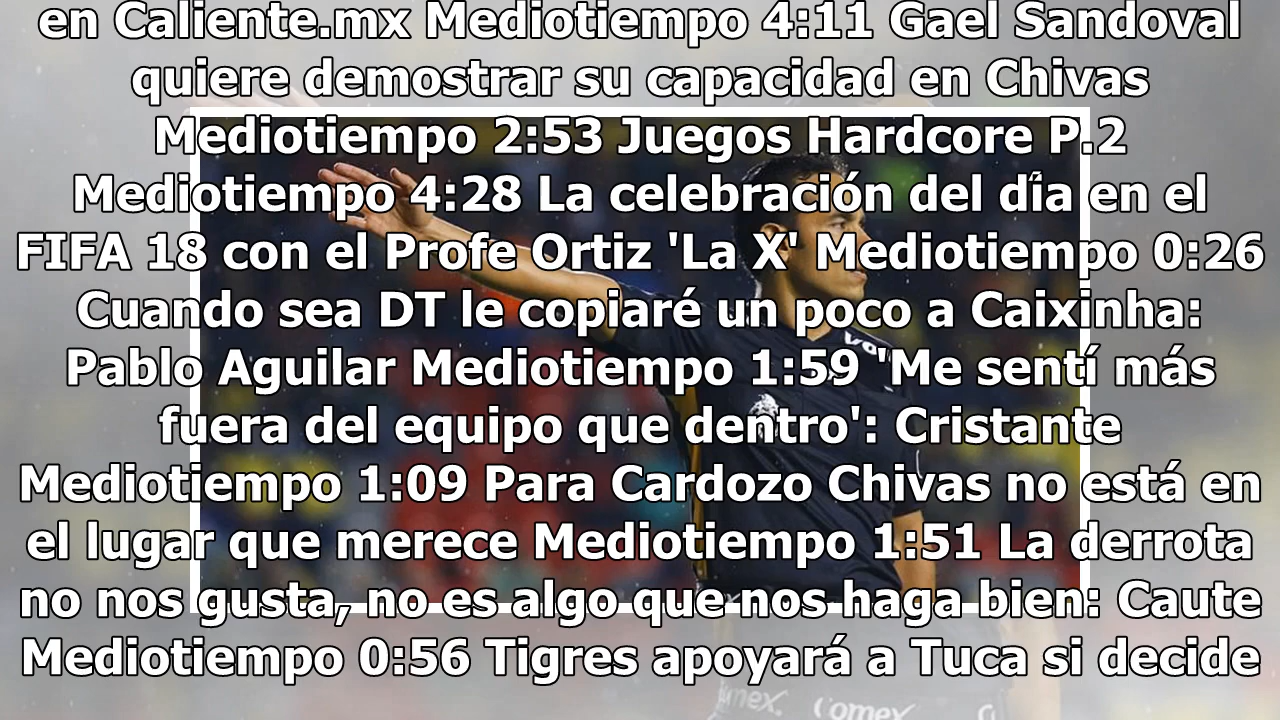 en Caliente.mx Mediotiempo 4:11 Gael Sandoval
quiere demostrar su capacidad en Chivas
Mediotiempo 2:53 Juegos Hardcore P.2
Mediotiempo 4:28 La celebración del día en el
FIFA 18 con el Profe Ortiz 'La X' Mediotiempo 0:26
Cuando sea DT le copiaré un poco a Caixinha:
Pablo Aguilar Mediotiempo 1:59 'Me sentí más
fuera del equipo que dentro': Cristante
Mediotiempo 1:09 Para Cardozo Chivas no está en
el lugar que merece Mediotiempo 1:51 La derrota
no nos gusta, no es algo que nos haga bien: Caute
Mediotiempo 0:56 Tigres apoyará a Tuca si decide
comex